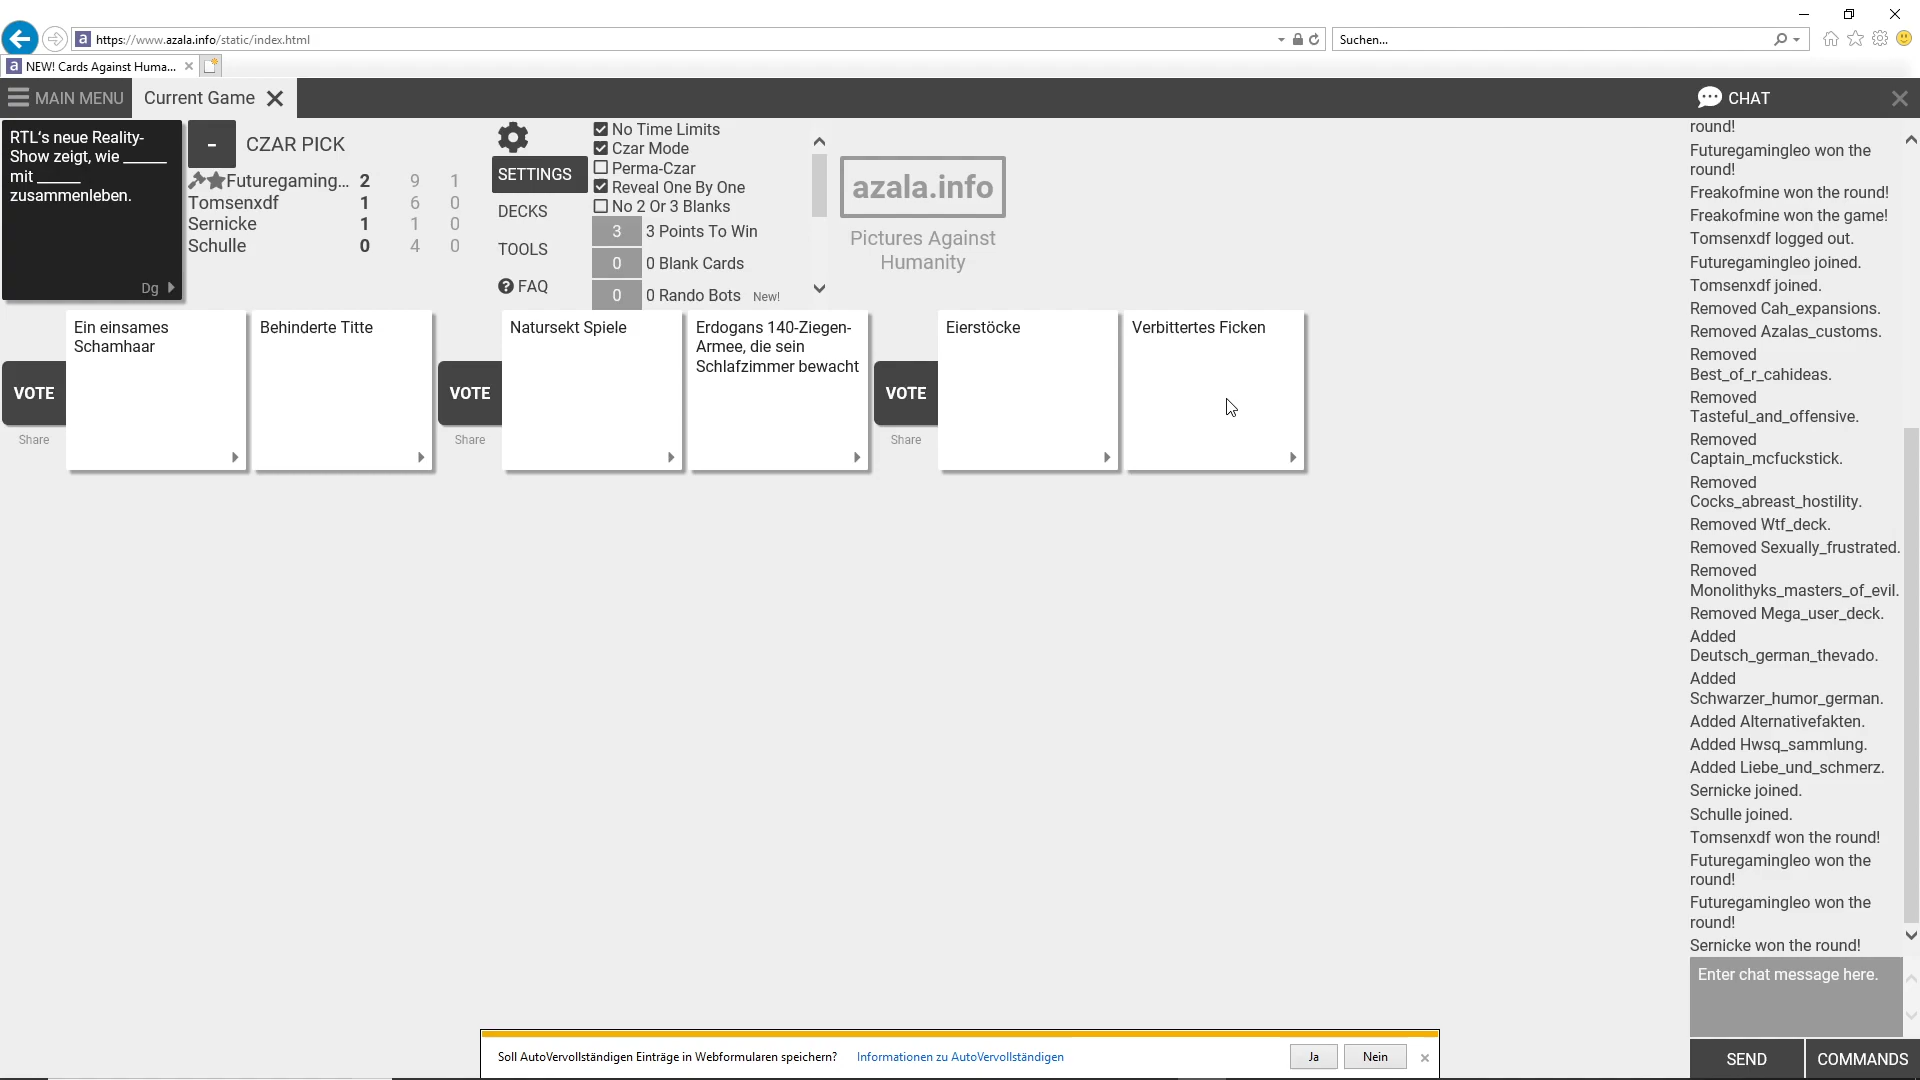 https://www.azala.info/static/index.html
Suchen...
NEW! Cards Against Huma...
MAIN MENU
Current Game
CHAT
RTL's neue Reality-
Show zeigt, wie ______
mit _____
zusammenleben.
Dg
-
CZAR PICK
Futuregaming... 2 9 1
Tomsenxdf 1 6 0
Sernicke 1 1 0
Schulle 0 4 0
SETTINGS
DECKS
TOOLS
FAQ
No Time Limits
Czar Mode
Perma-Czar
Reveal One By One
No 2 Or 3 Blanks
3 3 Points To Win
0 0 Blank Cards
0 0 Rando Bots New!
azala.info
Pictures Against
Humanity
VOTE
Share
Ein einsames
Schamhaar
Behinderte Titte
VOTE
Share
Natursekt Spiele
Erdogans 140-Ziegen-
Armee, die sein
Schlafzimmer bewacht
VOTE
Share
Eierstöcke
Verbittertes Ficken
round!
Futuregamingleo won the
round!
Freakofmine won the round!
Freakofmine won the game!
Tomsenxdf logged out.
Futuregamingleo joined.
Tomsenxdf joined.
Removed Cah_expansions.
Removed Azalas_customs.
Removed
Best_of_r_cahideas.
Removed
Tasteful_and_offensive.
Removed
Captain_mcfuckstick.
Removed
Cocks_abreast_hostility.
Removed Wtf_deck.
Removed Sexually_frustrated.
Removed
Monolithyks_masters_of_evil.
Removed Mega_user_deck.
Added
Deutsch_german_thevado.
Added
Schwarzer_humor_german.
Added Alternativefakten.
Added Hwsq_sammlung.
Added Liebe_und_schmerz.
Sernicke joined.
Schulle joined.
Tomsenxdf won the round!
Futuregamingleo won the
round!
Futuregamingleo won the
round!
Sernicke won the round!
Enter chat message here.
SEND
COMMANDS
Soll AutoVervollständigen Einträge in Webformularen speichern?
Informationen zu AutoVervollständigen
Ja
Nein